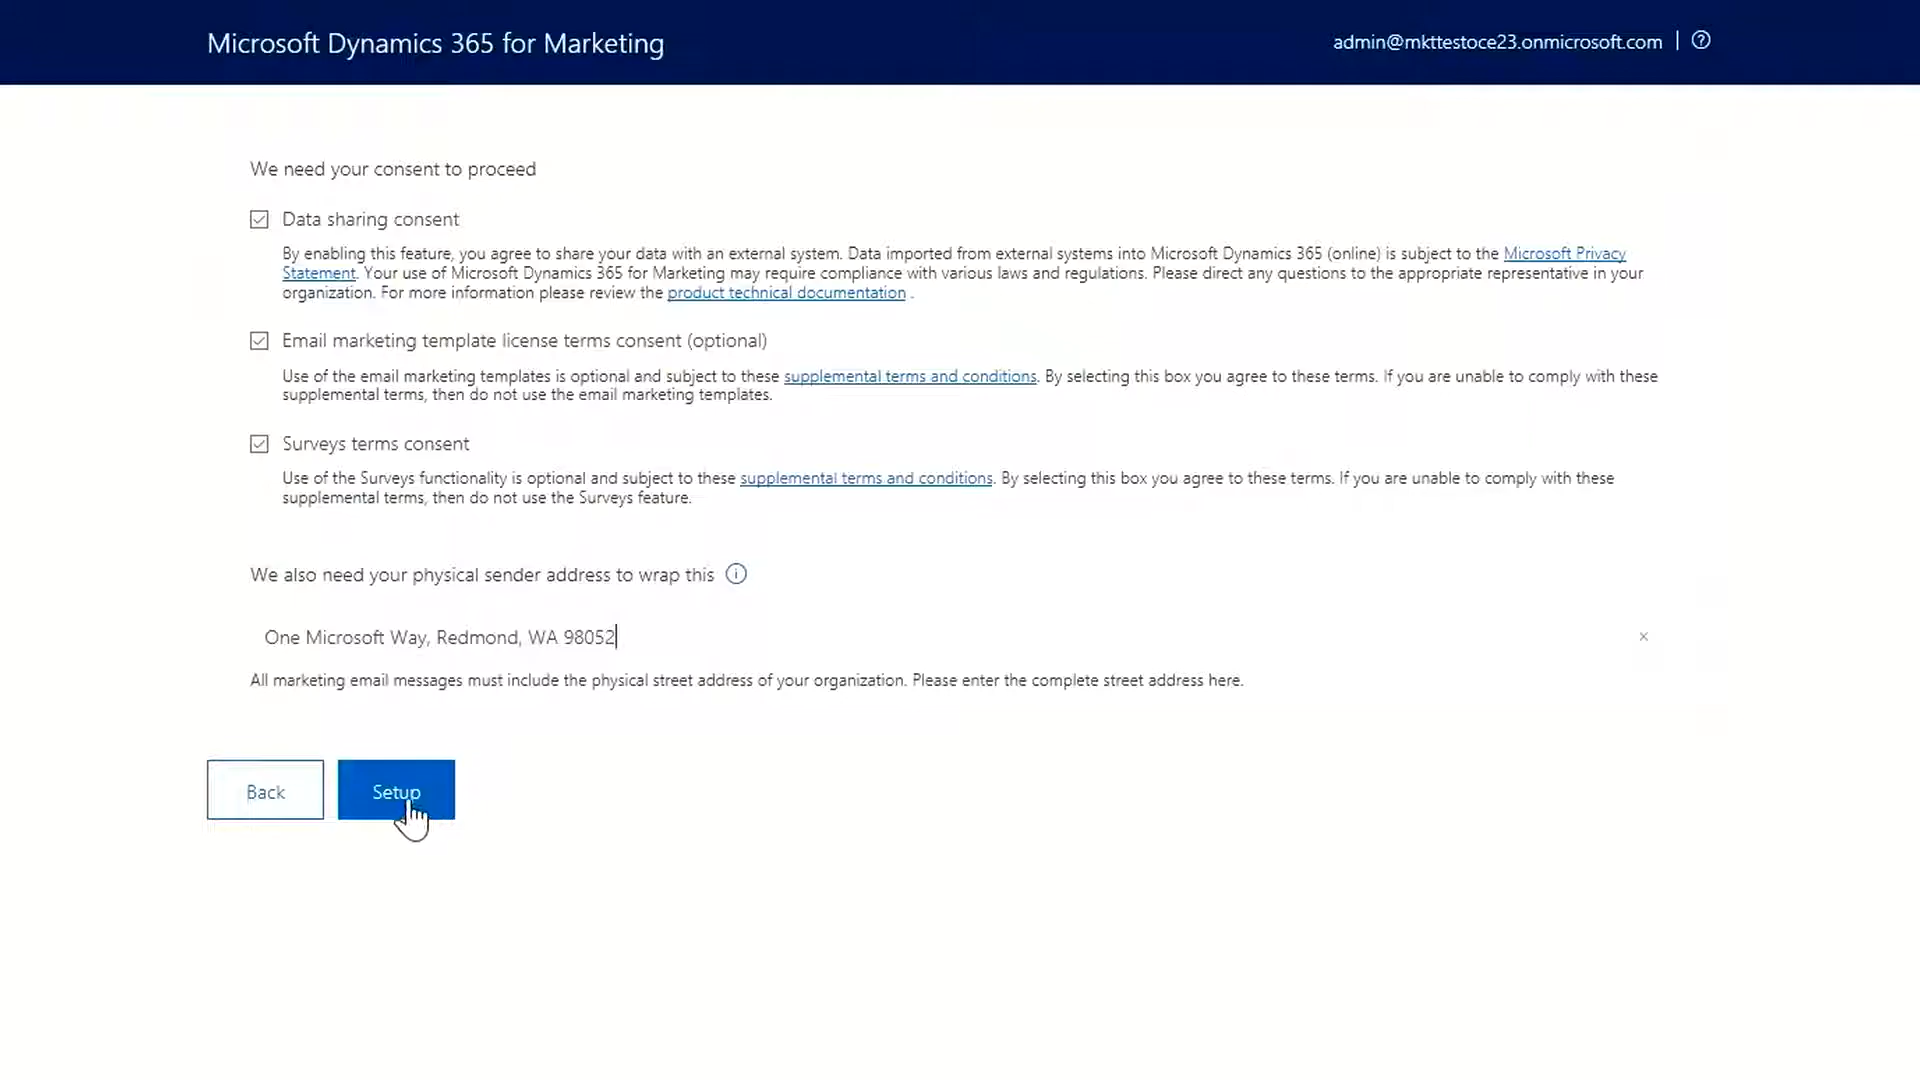 Microsoft Dynamics 365 for Marketing
admin@mkttestoce23.onmicrosoft.com
We need your consent to proceed
Data sharing consent
By enabling this feature, you agree to share your data with an external system. Data imported from external systems into Microsoft Dynamics 365 (online) is subject to the Microsoft Privacy
Statement. Your use of Microsoft Dynamics 365 for Marketing may require compliance with various laws and regulations. Please direct any questions to the appropriate representative in your
organization. For more information please review the product technical documentation .
Email marketing template license terms consent (optional)
Use of the email marketing templates is optional and subject to these supplemental terms and conditions. By selecting this box you agree to these terms. If you are unable to comply with these
supplemental terms, then do not use the email marketing templates.
Surveys terms consent
Use of the Surveys functionality is optional and subject to these supplemental terms and conditions. By selecting this box you agree to these terms. If you are unable to comply with these
supplemental terms, then do not use the Surveys feature.
We also need your physical sender address to wrap this
One Microsoft Way, Redmond, WA 98052
All marketing email messages must include the physical street address of your organization. Please enter the complete street address here.
Back
Setup